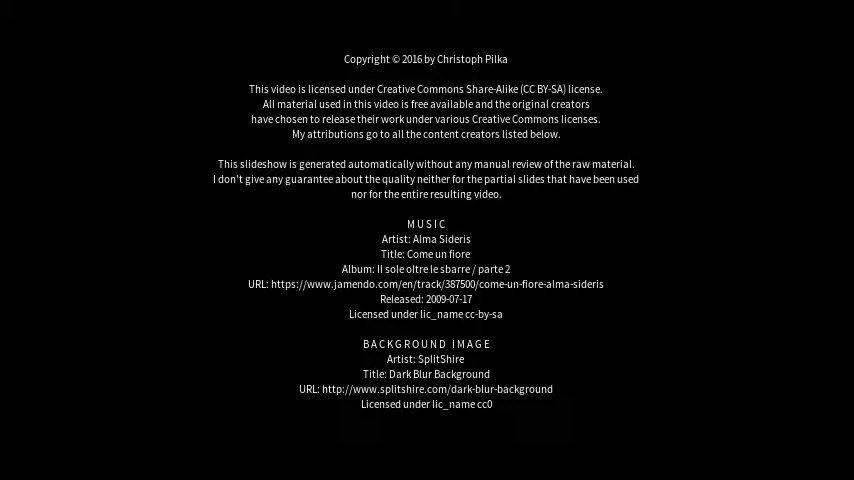 Copyright © 2016 by Christoph Pilka
This video is licensed under Creative Commons Share-Alike (CC BY-SA) license.
All material used in this video is free available and the original creators
have chosen to release their work under various Creative Commons licenses.
My attributions go to all the content creators listed below.
This slideshow is generated automatically without any manual review of the raw material.
I don't give any guarantee about the quality neither for the partial slides that have been used
nor for the entire resulting video.
M U S I C
Artist: Alma Sideris
Title: Come un fiore
Album: Il sole oltre le sbarre / parte 2
URL: https://www.jamendo.com/en/track/387500/come-un-fiore-alma-sideris
Released: 2009-07-17
Licensed under lic_name cc-by-sa
B A C K G R O U N D   I M A G E
Artist: SplitShire
Title: Dark Blur Background
URL: http://www.splitshire.com/dark-blur-background
Licensed under lic_name cc0